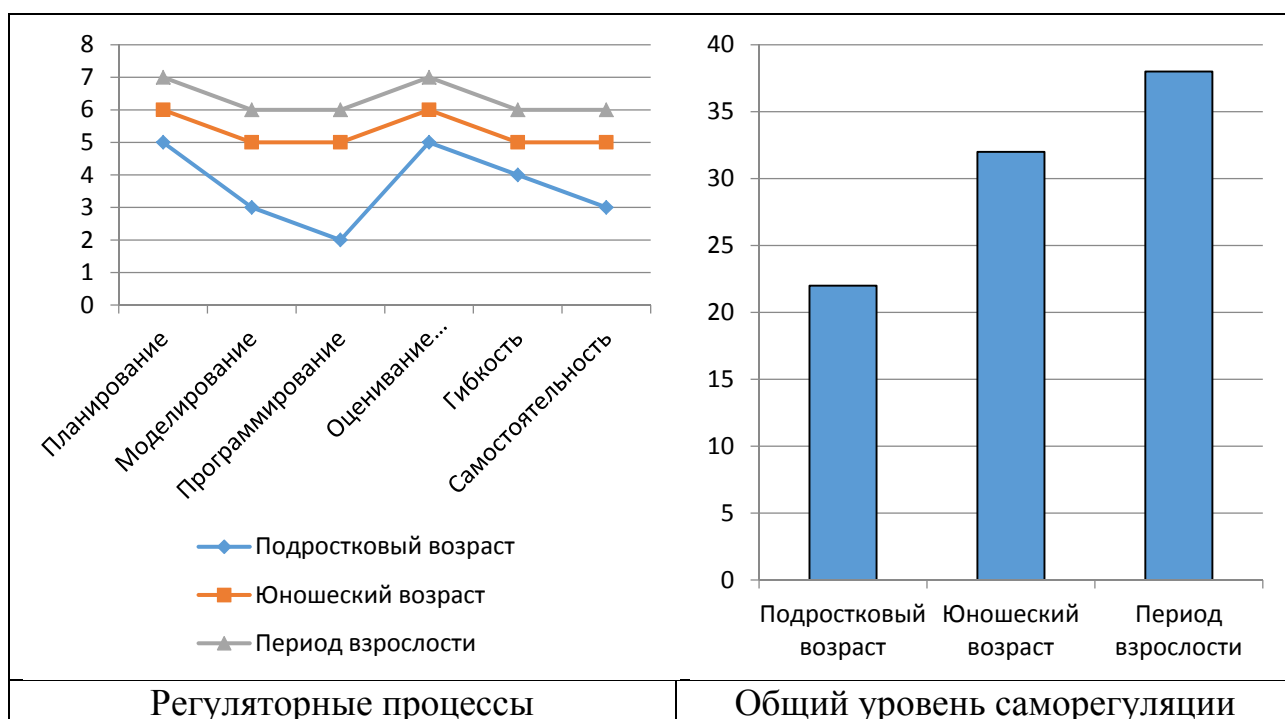 8
7
6
5
4
3
2
1
0
Планирование
Моделирование
Программирование
Оценивание...
Гибкость
Самостоятельность
Подростковый возраст
Юношеский возраст
Период взрослости
Регуляторные процессы
40
35
30
25
20
15
10
5
0
Подростковый
возраст
Юношеский
возраст
Период
взрослости
Общий уровень саморегуляции